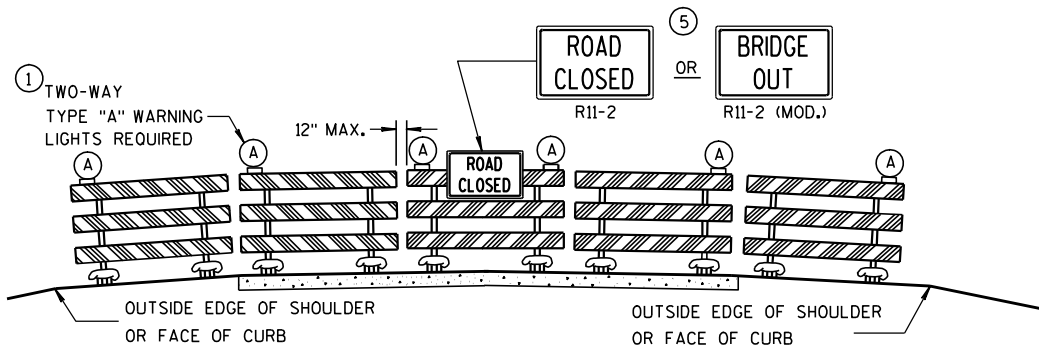 5
ROAD
CLOSED
R11-2
OR
BRIDGE
OUT
R11-2 (MOD.)
1
TWO-WAY
TYPE "A" WARNING
LIGHTS REQUIRED
12" MAX.
A
A
A
A
A
A
ROAD
CLOSED
OUTSIDE EDGE OF SHOULDER
OR FACE OF CURB
OUTSIDE EDGE OF SHOULDER
OR FACE OF CURB